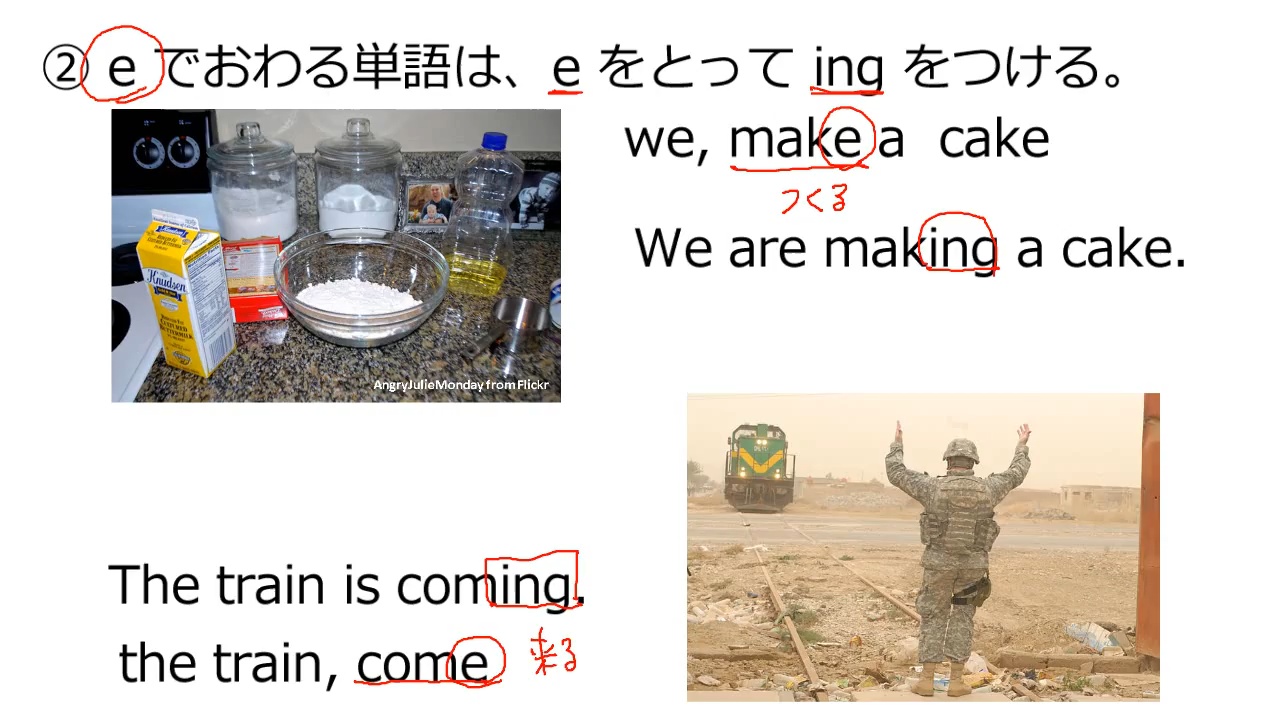 ② e でおわる単語は、e をとって ing をつける。
we, make a cake
つくる
We are making a cake.
Knudsen
AngryJulieMonday from Flickr
The train is coming.
the train, come 来る